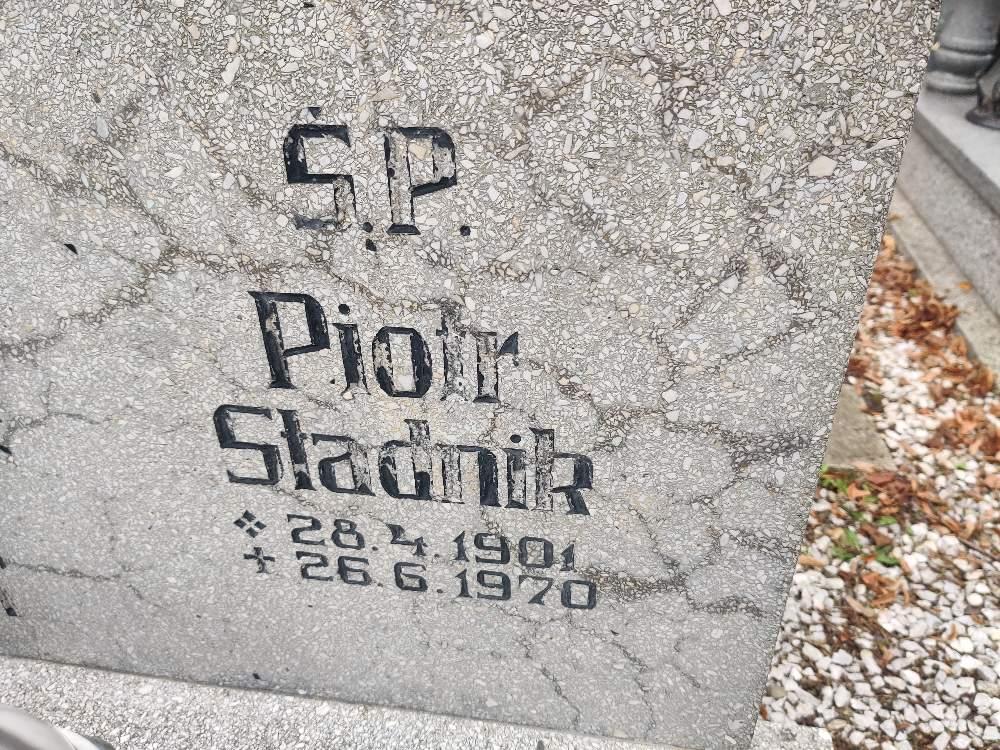 Ś.P.
Piotr
Stadnik
28.4.1901
26.6.1970